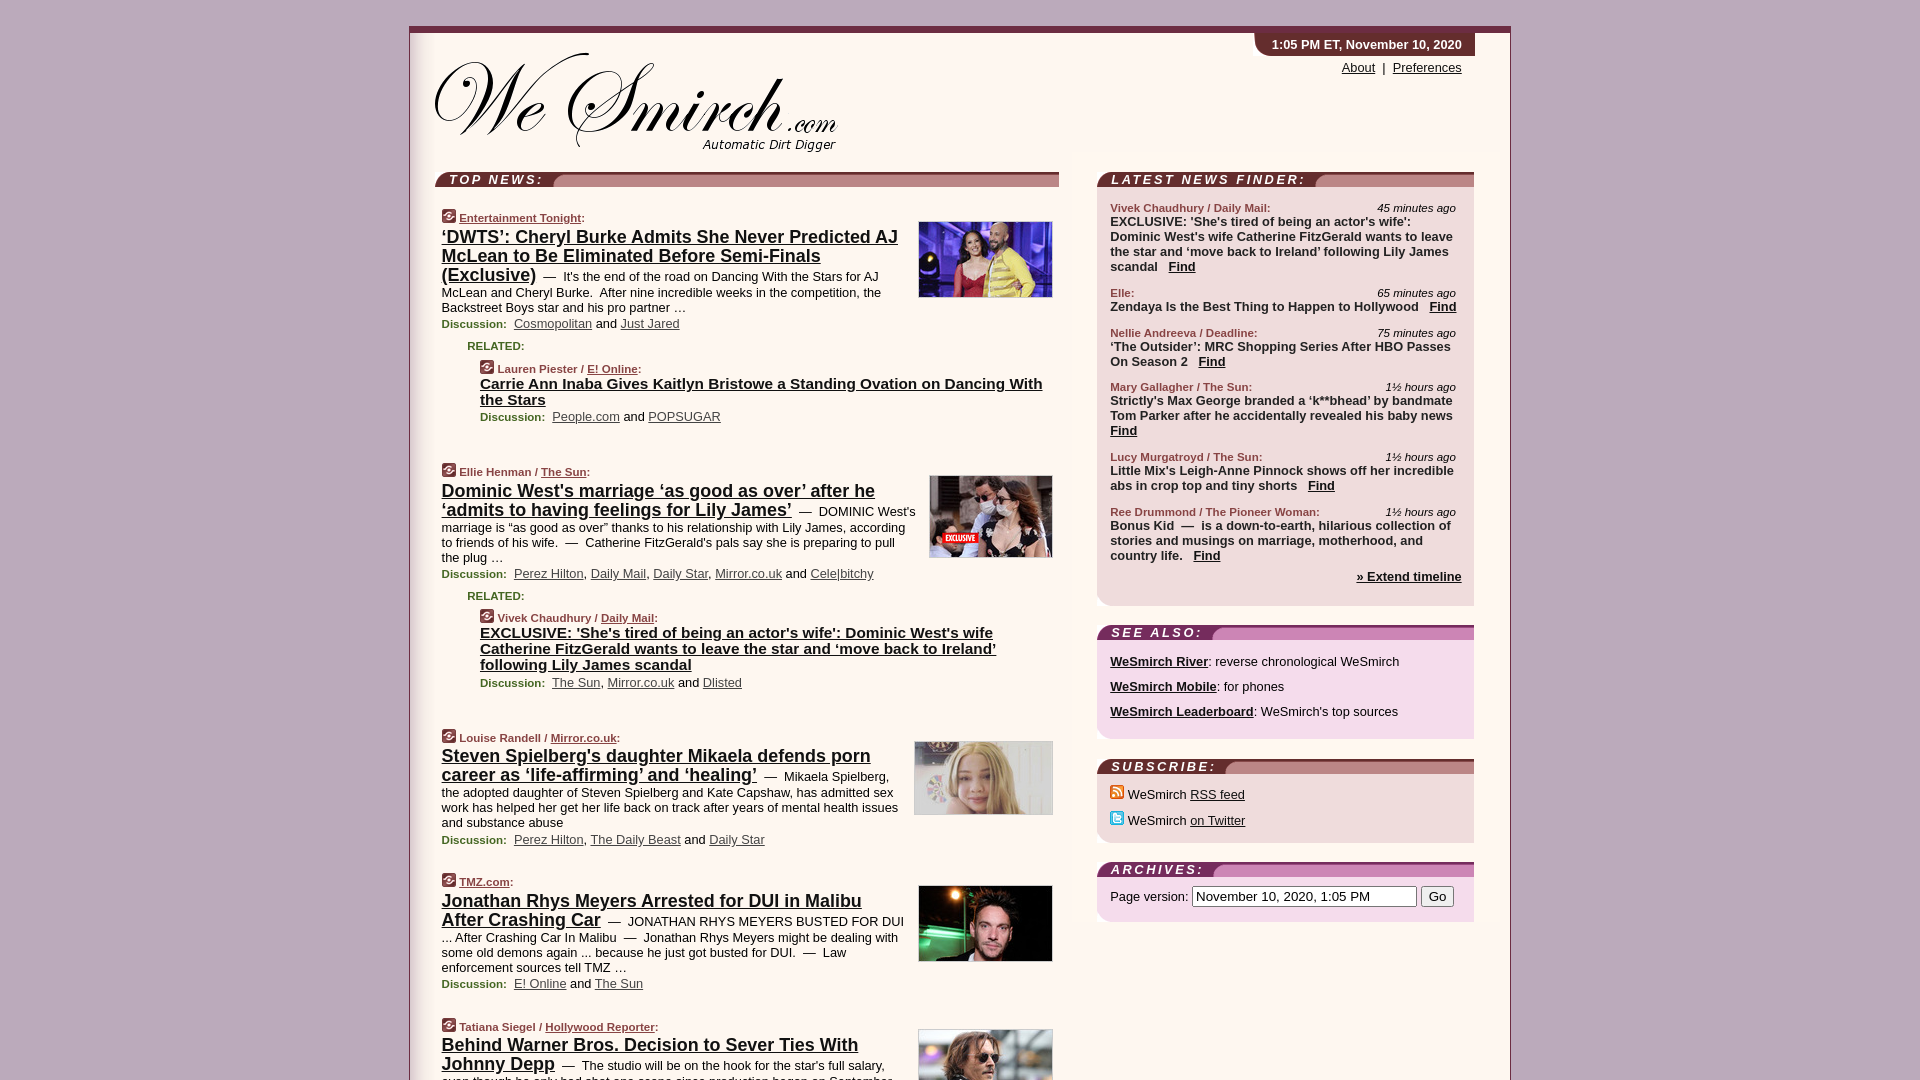 1:05 PM ET, November 10, 2020
About | Preferences
We Smirch .com
Automatic Dirt Digger
TOP NEWS:
Entertainment Tonight:
‘DWTS’: Cheryl Burke Admits She Never Predicted AJ
McLean to Be Eliminated Before Semi-Finals
(Exclusive) — It's the end of the road on Dancing With the Stars for AJ
McLean and Cheryl Burke. After nine incredible weeks in the competition, the
Backstreet Boys star and his pro partner …
Discussion: Cosmopolitan and Just Jared
RELATED:
Lauren Piester / E! Online:
Carrie Ann Inaba Gives Kaitlyn Bristowe a Standing Ovation on Dancing With
the Stars
Discussion: People.com and POPSUGAR
Ellie Henman / The Sun:
Dominic West's marriage ‘as good as over’ after he
‘admits to having feelings for Lily James’ — DOMINIC West's
marriage is “as good as over” thanks to his relationship with Lily James, according
to friends of his wife. — Catherine FitzGerald's pals say she is preparing to pull
the plug …
EXCLUSIVE
Discussion: Perez Hilton, Daily Mail, Daily Star, Mirror.co.uk and Cele|bitchy
RELATED:
Vivek Chaudhury / Daily Mail:
EXCLUSIVE: 'She's tired of being an actor's wife': Dominic West's wife
Catherine FitzGerald wants to leave the star and ‘move back to Ireland’
following Lily James scandal
Discussion: The Sun, Mirror.co.uk and Dlisted
Louise Randell / Mirror.co.uk:
Steven Spielberg's daughter Mikaela defends porn
career as ‘life-affirming’ and ‘healing’ — Mikaela Spielberg,
the adopted daughter of Steven Spielberg and Kate Capshaw, has admitted sex
work has helped her get her life back on track after years of mental health issues
and substance abuse
Discussion: Perez Hilton, The Daily Beast and Daily Star
TMZ.com:
Jonathan Rhys Meyers Arrested for DUI in Malibu
After Crashing Car — JONATHAN RHYS MEYERS BUSTED FOR DUI
... After Crashing Car In Malibu — Jonathan Rhys Meyers might be dealing with
some old demons again ... because he just got busted for DUI. — Law
enforcement sources tell TMZ …
Discussion: E! Online and The Sun
Tatiana Siegel / Hollywood Reporter:
Behind Warner Bros. Decision to Sever Ties With
Johnny Depp — The studio will be on the hook for the star's full salary,
even though he only had shot one scene since production began on September
LATEST NEWS FINDER:
Vivek Chaudhury / Daily Mail: 45 minutes ago
EXCLUSIVE: 'She's tired of being an actor's wife':
Dominic West's wife Catherine FitzGerald wants to leave
the star and ‘move back to Ireland’ following Lily James
scandal Find
Elle: 65 minutes ago
Zendaya Is the Best Thing to Happen to Hollywood Find
Nellie Andreeva / Deadline: 75 minutes ago
‘The Outsider’: MRC Shopping Series After HBO Passes
On Season 2 Find
Mary Gallagher / The Sun: 1½ hours ago
Strictly's Max George branded a ‘k**bhead’ by bandmate
Tom Parker after he accidentally revealed his baby news
Find
Lucy Murgatroyd / The Sun: 1½ hours ago
Little Mix's Leigh-Anne Pinnock shows off her incredible
abs in crop top and tiny shorts Find
Ree Drummond / The Pioneer Woman: 1½ hours ago
Bonus Kid — is a down-to-earth, hilarious collection of
stories and musings on marriage, motherhood, and
country life. Find
» Extend timeline
SEE ALSO:
WeSmirch River: reverse chronological WeSmirch
WeSmirch Mobile: for phones
WeSmirch Leaderboard: WeSmirch's top sources
SUBSCRIBE:
WeSmirch RSS feed
WeSmirch on Twitter
ARCHIVES:
Page version: November 10, 2020, 1:05 PM Go